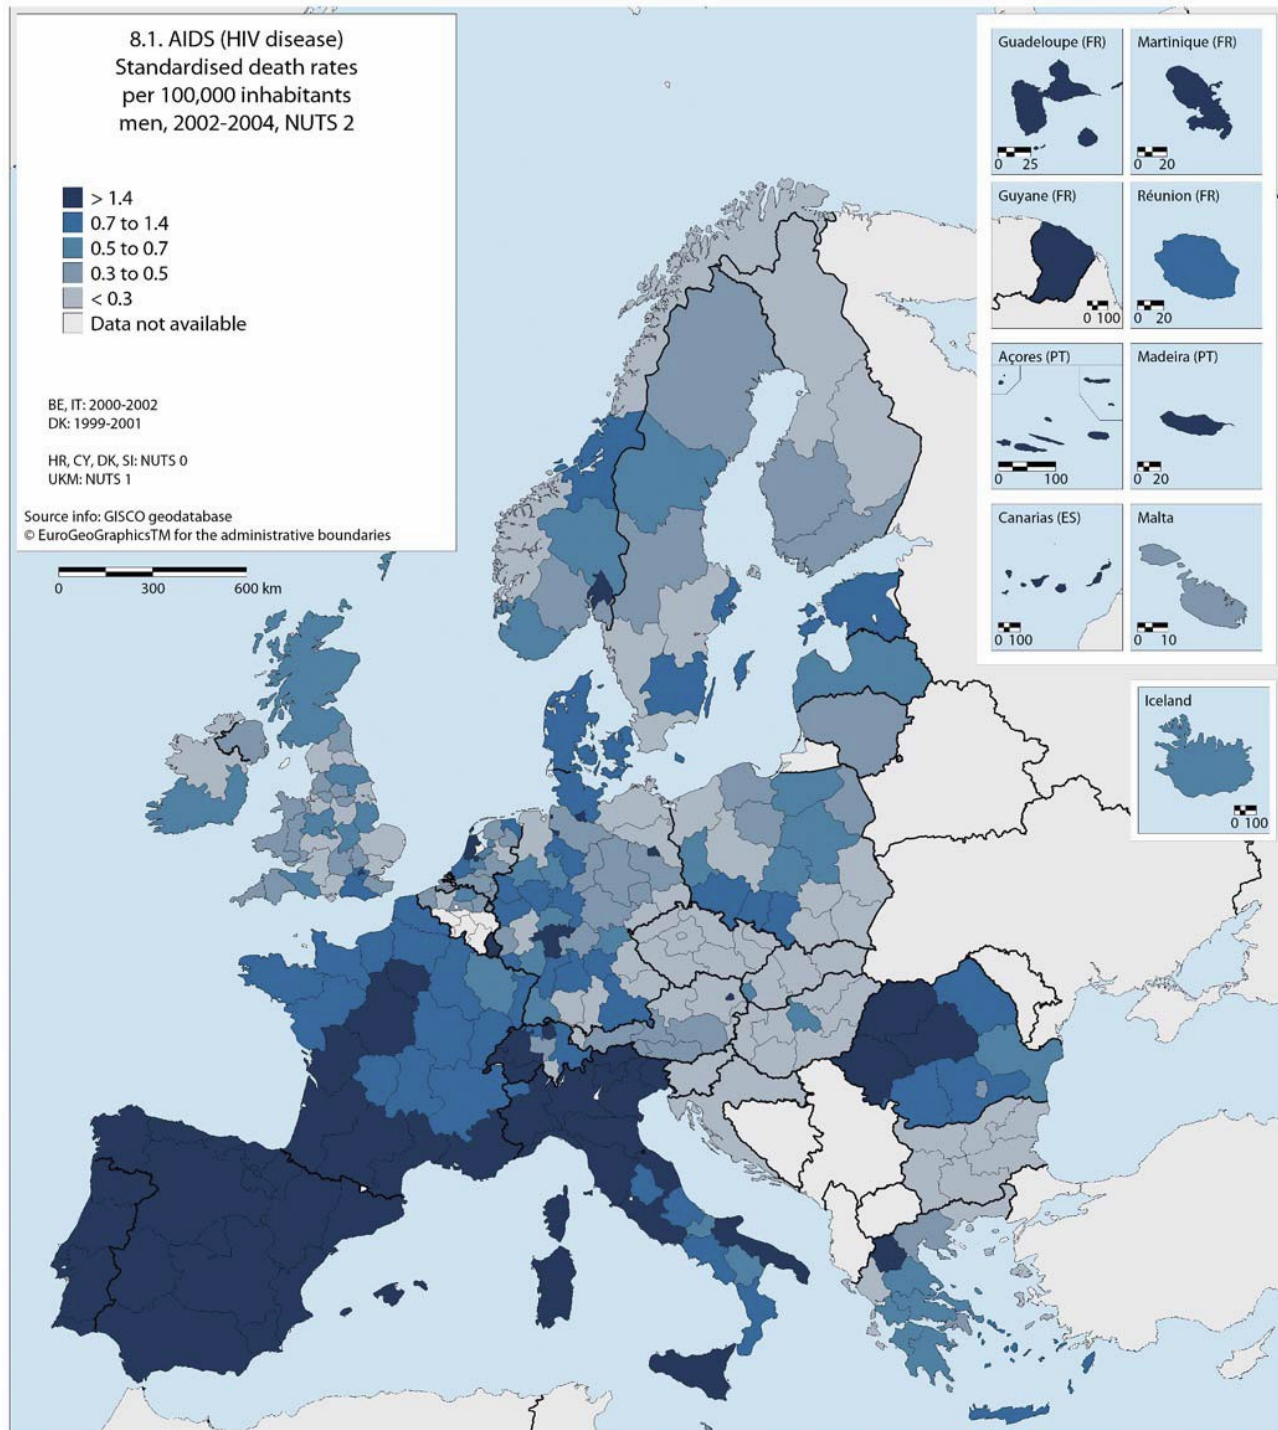 8.1. AIDS (HIV disease)
Standardised death rates
per 100,000 inhabitants
men, 2002-2004, NUTS 2
> 1.4
0.7 to 1.4
0.5 to 0.7
0.3 to 0.5
< 0.3
Data not available
BE, IT: 2000-2002
DK: 1999-2001
HR, CY, DK, SI: NUTS 0
UKM: NUTS 1
Source info: GISCO geodatabase
© EuroGeoGraphicsTM for the administrative boundaries
0 300 600 km
Guadeloupe (FR)
0 25
Martinique (FR)
0 20
Guyane (FR)
0 100
Réunion (FR)
0 20
Açores (PT)
0 100
Madeira (PT)
0 20
Canarias (ES)
0 100
Malta
0 10
Iceland
0 100